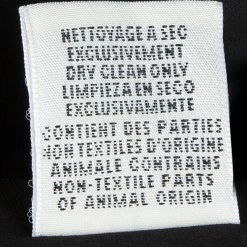 NETTOYAGE A SEC
EXCLUSIVEMENT
DRY CLEAN ONLY
LIMPIEZA EN SECO
EXCLUSIVAMENTE
CONTIENT DES PARTIES
NON TEXTILES D'ORIGINE
ANIMALE CONTRAINS
NON-TEXTILE PARTS
OF ANIMAL ORIGIN